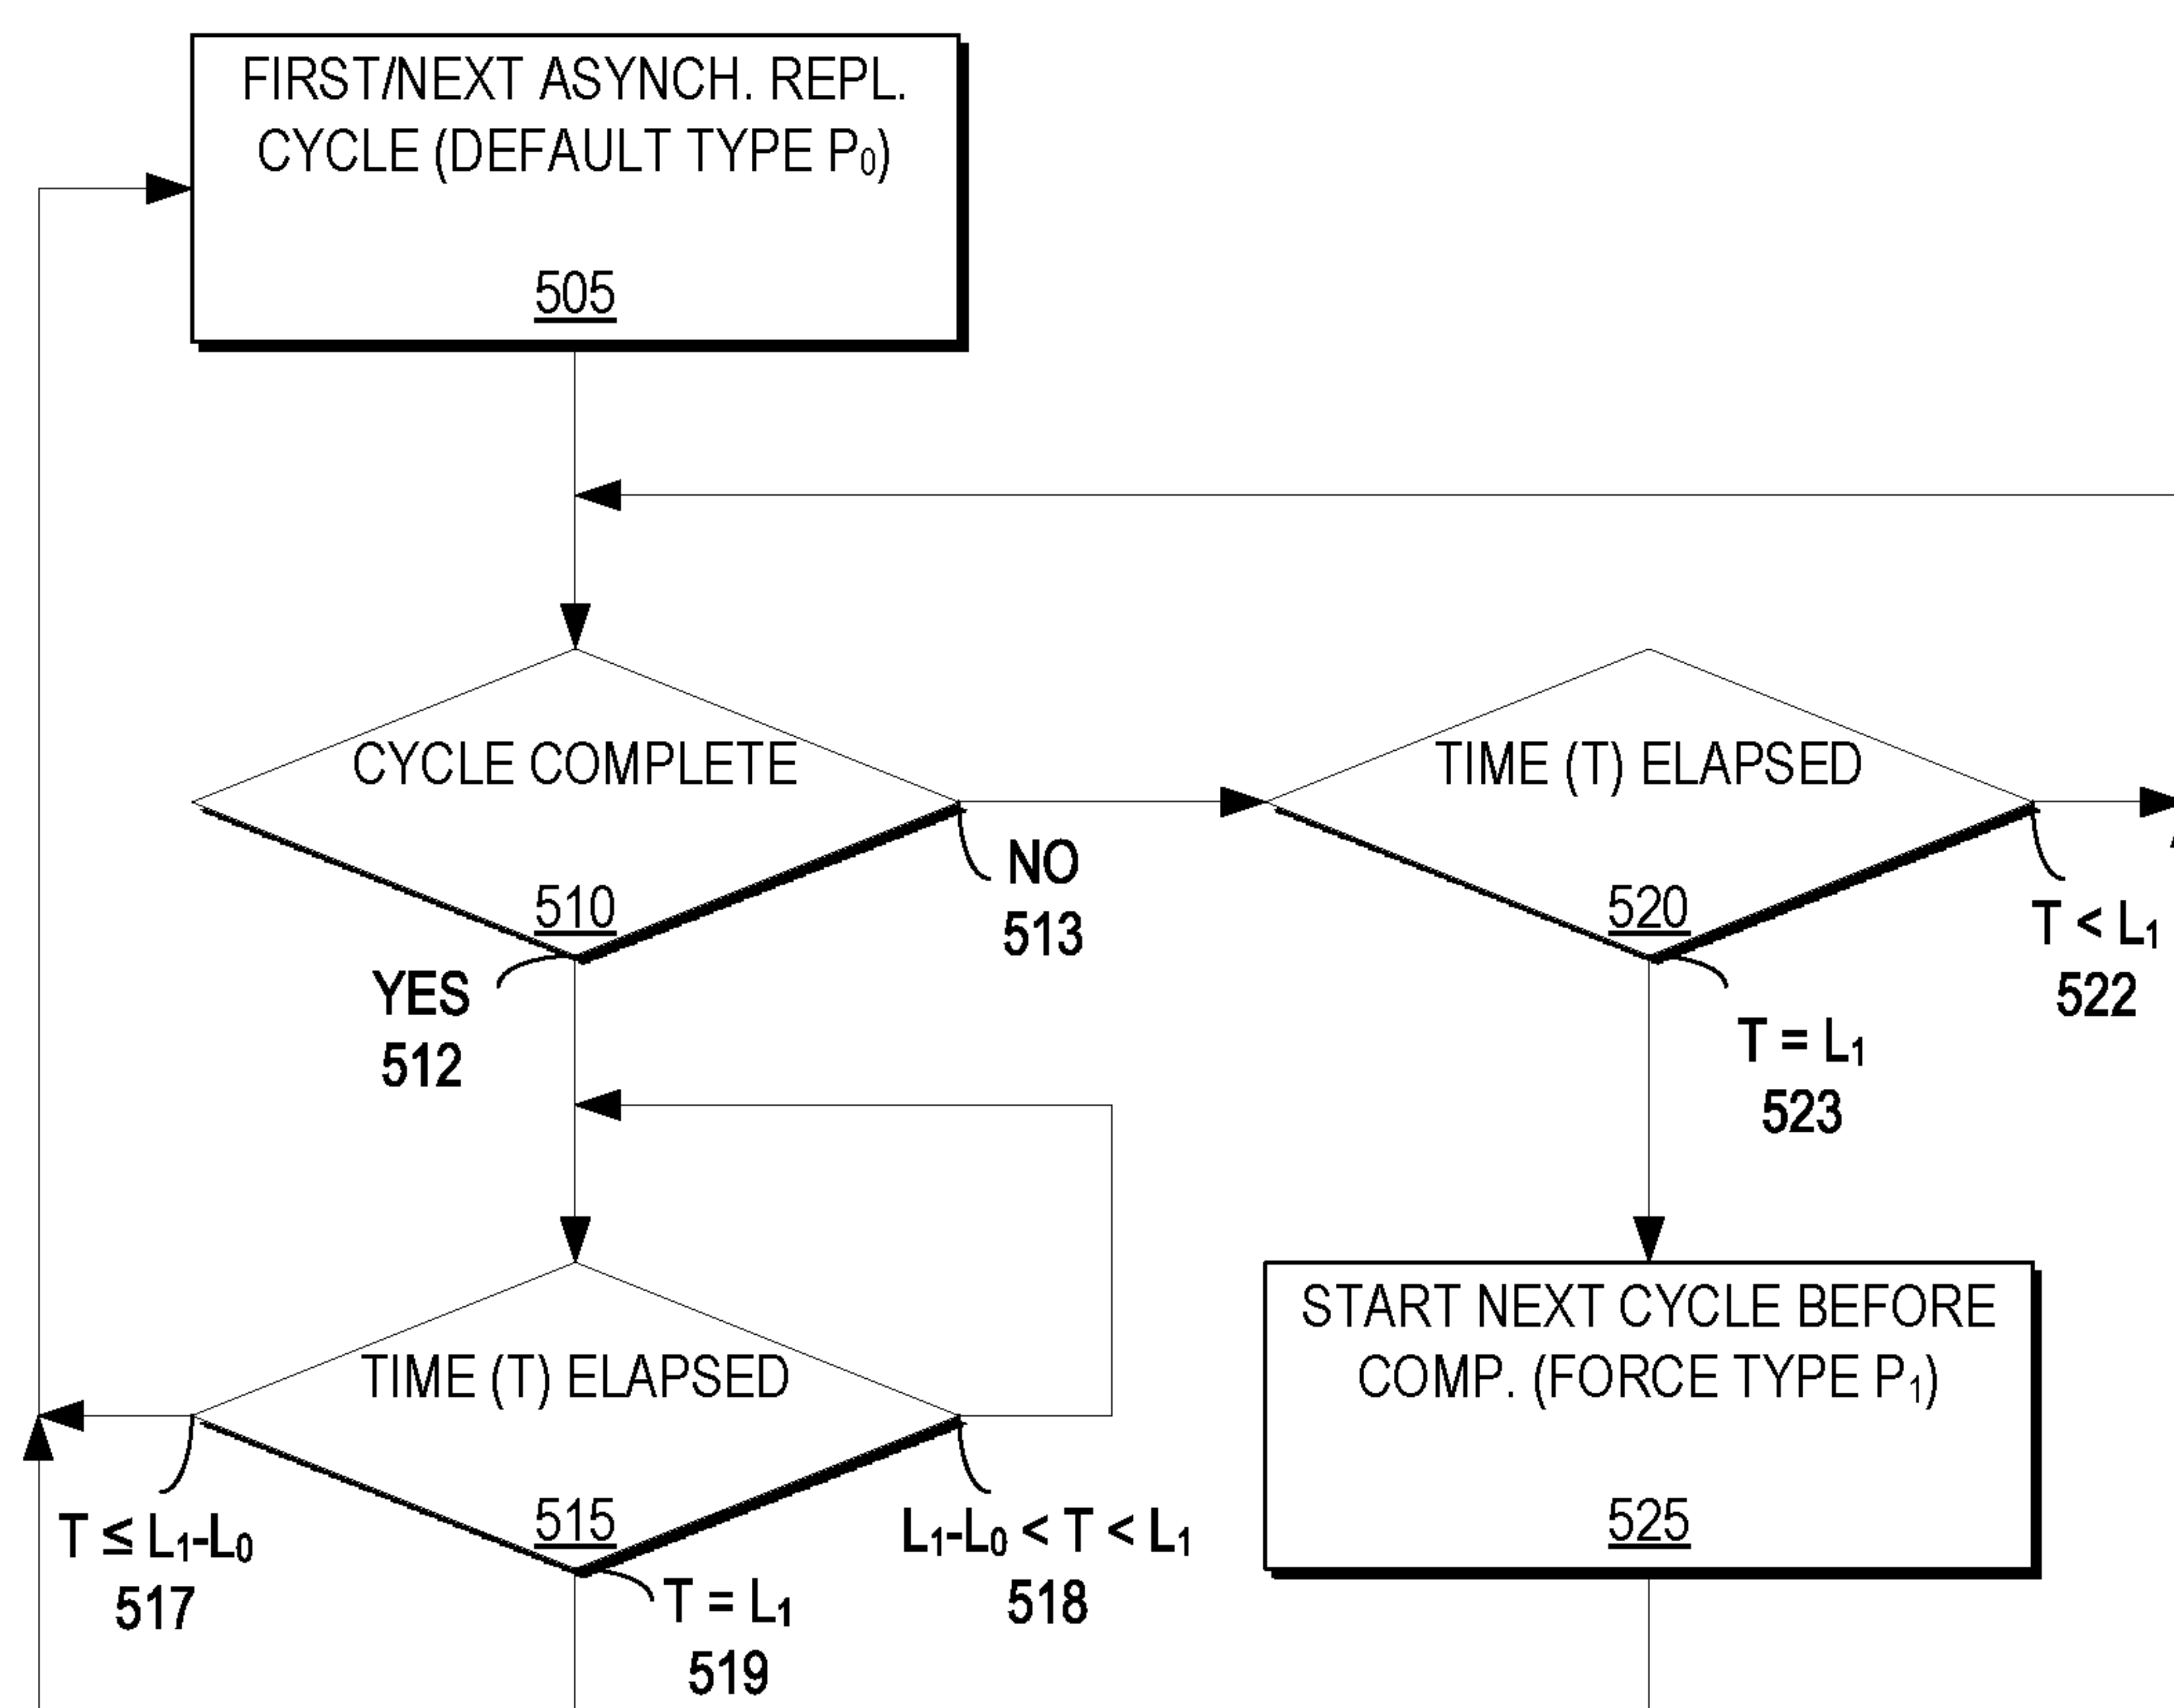 FIRST/NEXT ASYNCH. REPL.
CYCLE (DEFAULT TYPE P₀)
505
CYCLE COMPLETE
510
NO
513
YES
512
TIME (T) ELAPSED
520
T < L₁
522
T = L₁
523
TIME (T) ELAPSED
515
T ≤ L₁-L₀
517
L₁-L₀ < T < L₁
518
T = L₁
519
START NEXT CYCLE BEFORE
COMP. (FORCE TYPE P₁)
525